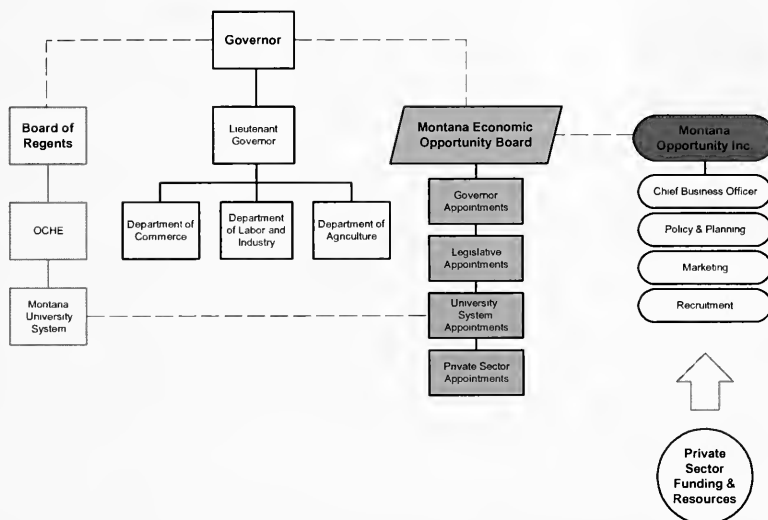 Governor
Board of
Regents
Lieutenant
Governor
Montana Economic
Opportunity Board
Montana
Opportunity Inc
Governor
Appointments
Chief Business Officer
OCHE
Department of
Commerce
Department
of Labor and
Industry
Department of
Agriculture
Legislative
Appointments
Policy & Planning
Marketing
Montana
University
System
University
System
Appointments
Recruitment
Private Sector
Appointments
Private
Sector
Funding &
Resources